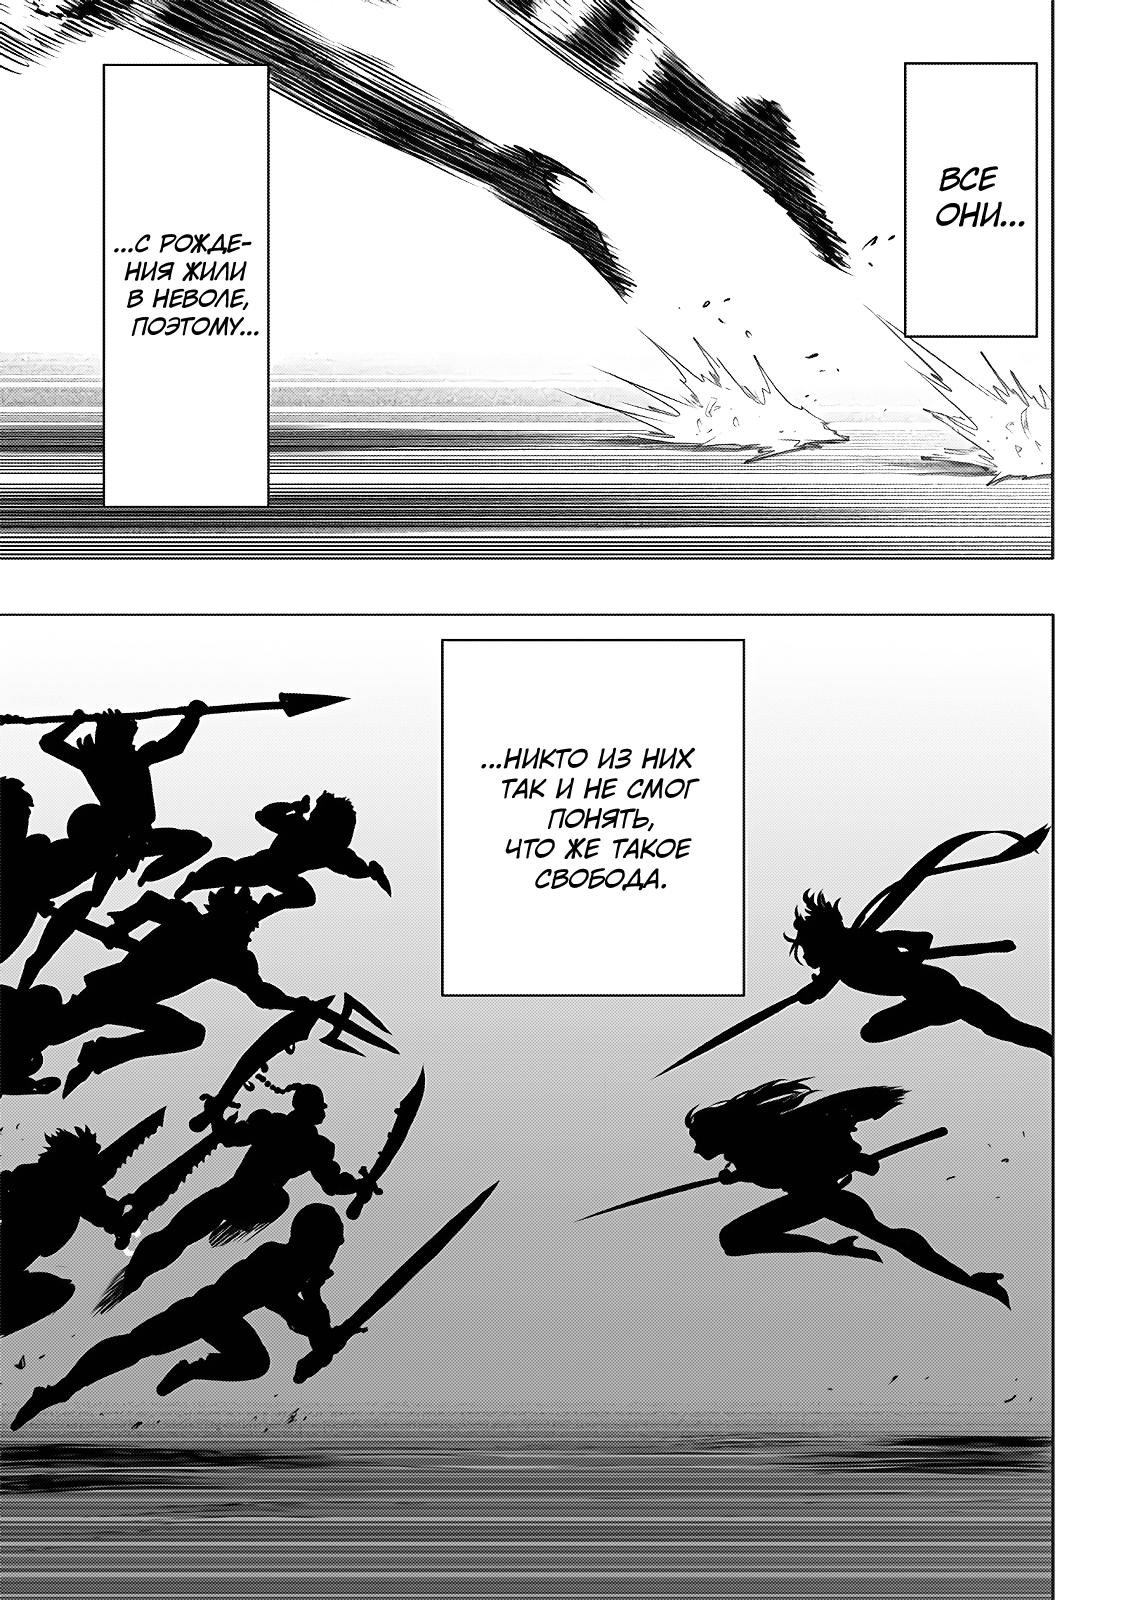 ВСЕ
ОНИ...
...С РОЖДЕ-
НИЯ ЖИЛИ
В НЕВОЛЕ,
ПОЭТОМУ...
...НИКТО ИЗ НИХ
ТАК И НЕ СМОГ
ПОНЯТЬ,
ЧТО ЖЕ ТАКОЕ
СВОБОДА.